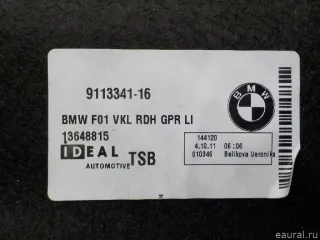 9113341-16
BMW
BMW F01 VKL RDH GPR LI
13648815
144120
IDEAL
AUTOMOTIVE
TSB
4.10.11 06:06
010346 Belikova Veronika
eaural.ru